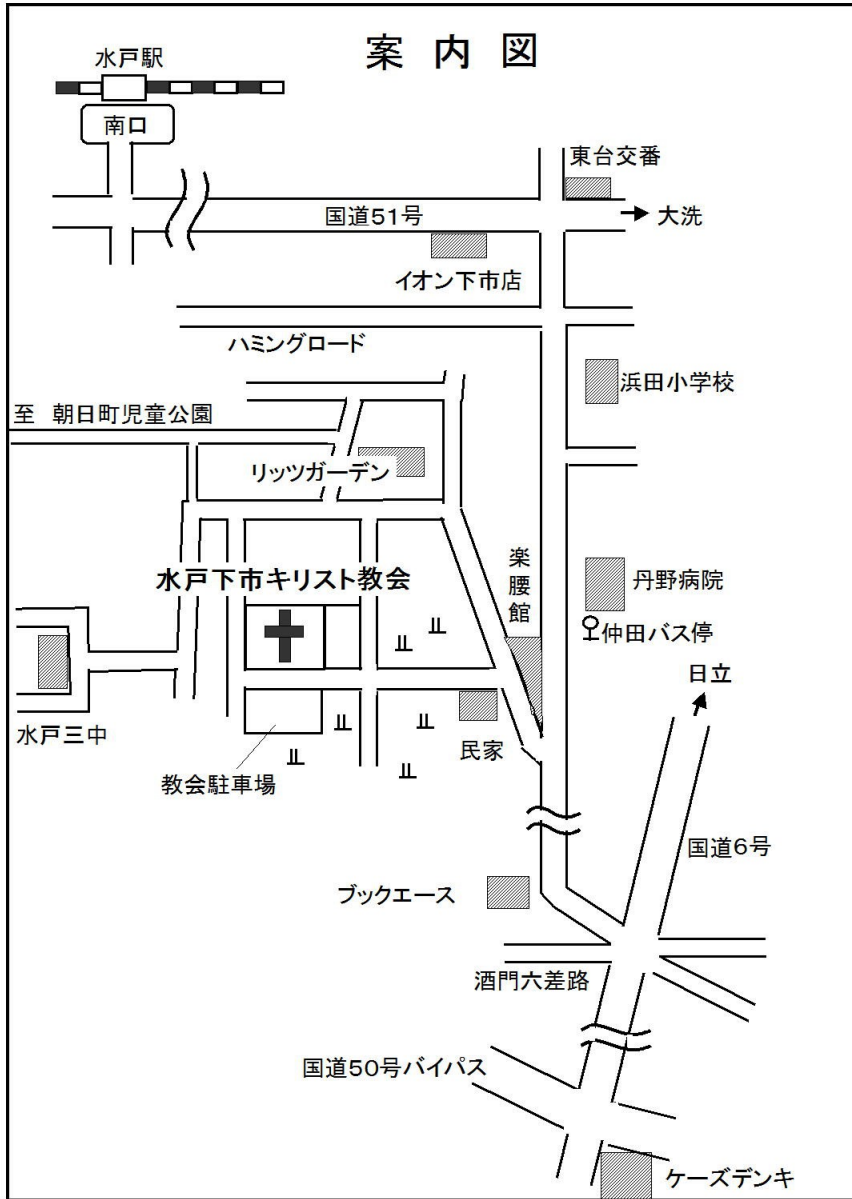 案内図
水戸駅
南口
東台交番
国道51号
大洗
イオン下市店
ハミングロード
浜田小学校
至 朝日町児童公園
リッツガーデン
楽腰館
水戸下市キリスト教会
丹野病院
仲田バス停
日立
水戸三中
民家
教会駐車場
国道6号
ブックエース
酒門六差路
国道50号バイパス
ケーズデンキ